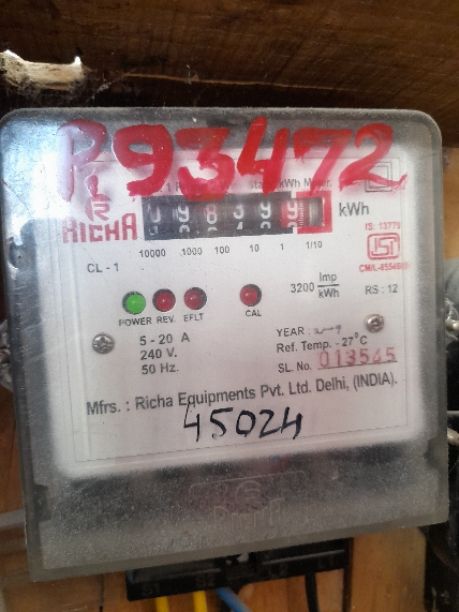 P93472
RICHA
kWh
IS: 13779
ISI
CL - 1
10000 1000 100 10 1 1/10
3200 Imp/kWh
RS : 12
POWER REV. EFLT CAL
5 - 20 A
240 V.
50 Hz.
YEAR :
Ref. Temp. - 27°C
SL. No. 013545
Mfrs. : Richa Equipments Pvt. Ltd. Delhi, (INDIA).
45024